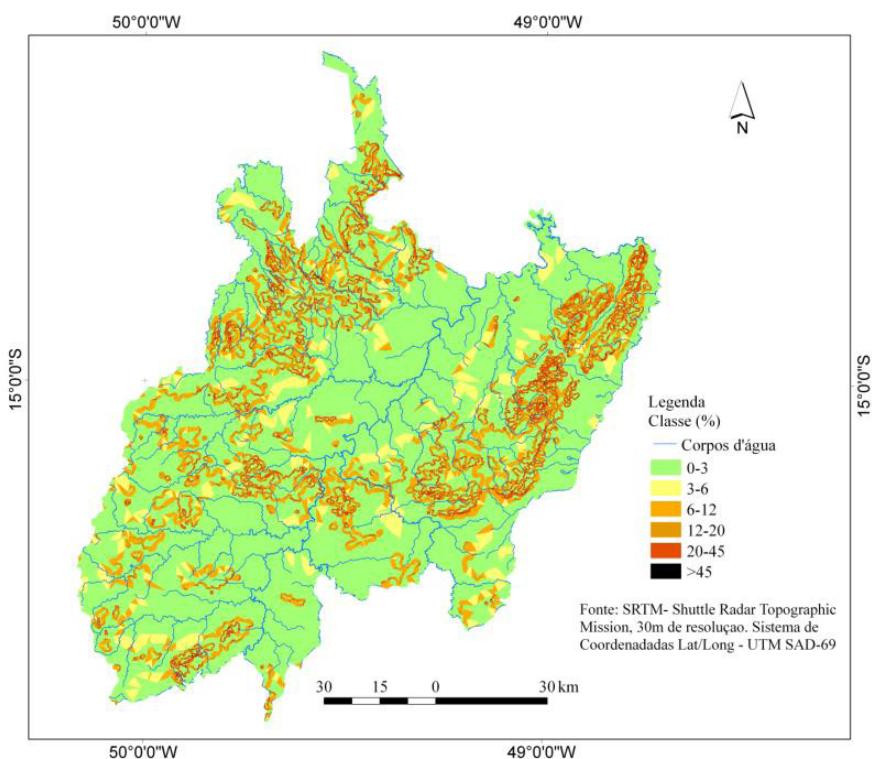 50°0'0"W 49°0'0"W
N
15°0'0"S 15°0'0"S
Legenda
Classe (%)
Corpos d'água
0-3
3-6
6-12
12-20
20-45
>45
Fonte: SRTM- Shuttle Radar Topographic
Mission, 30m de resoluçao. Sistema de
Coordenadadas Lat/Long - UTM SAD-69
30 15 0 30 km
50°0'0"W 49°0'0"W